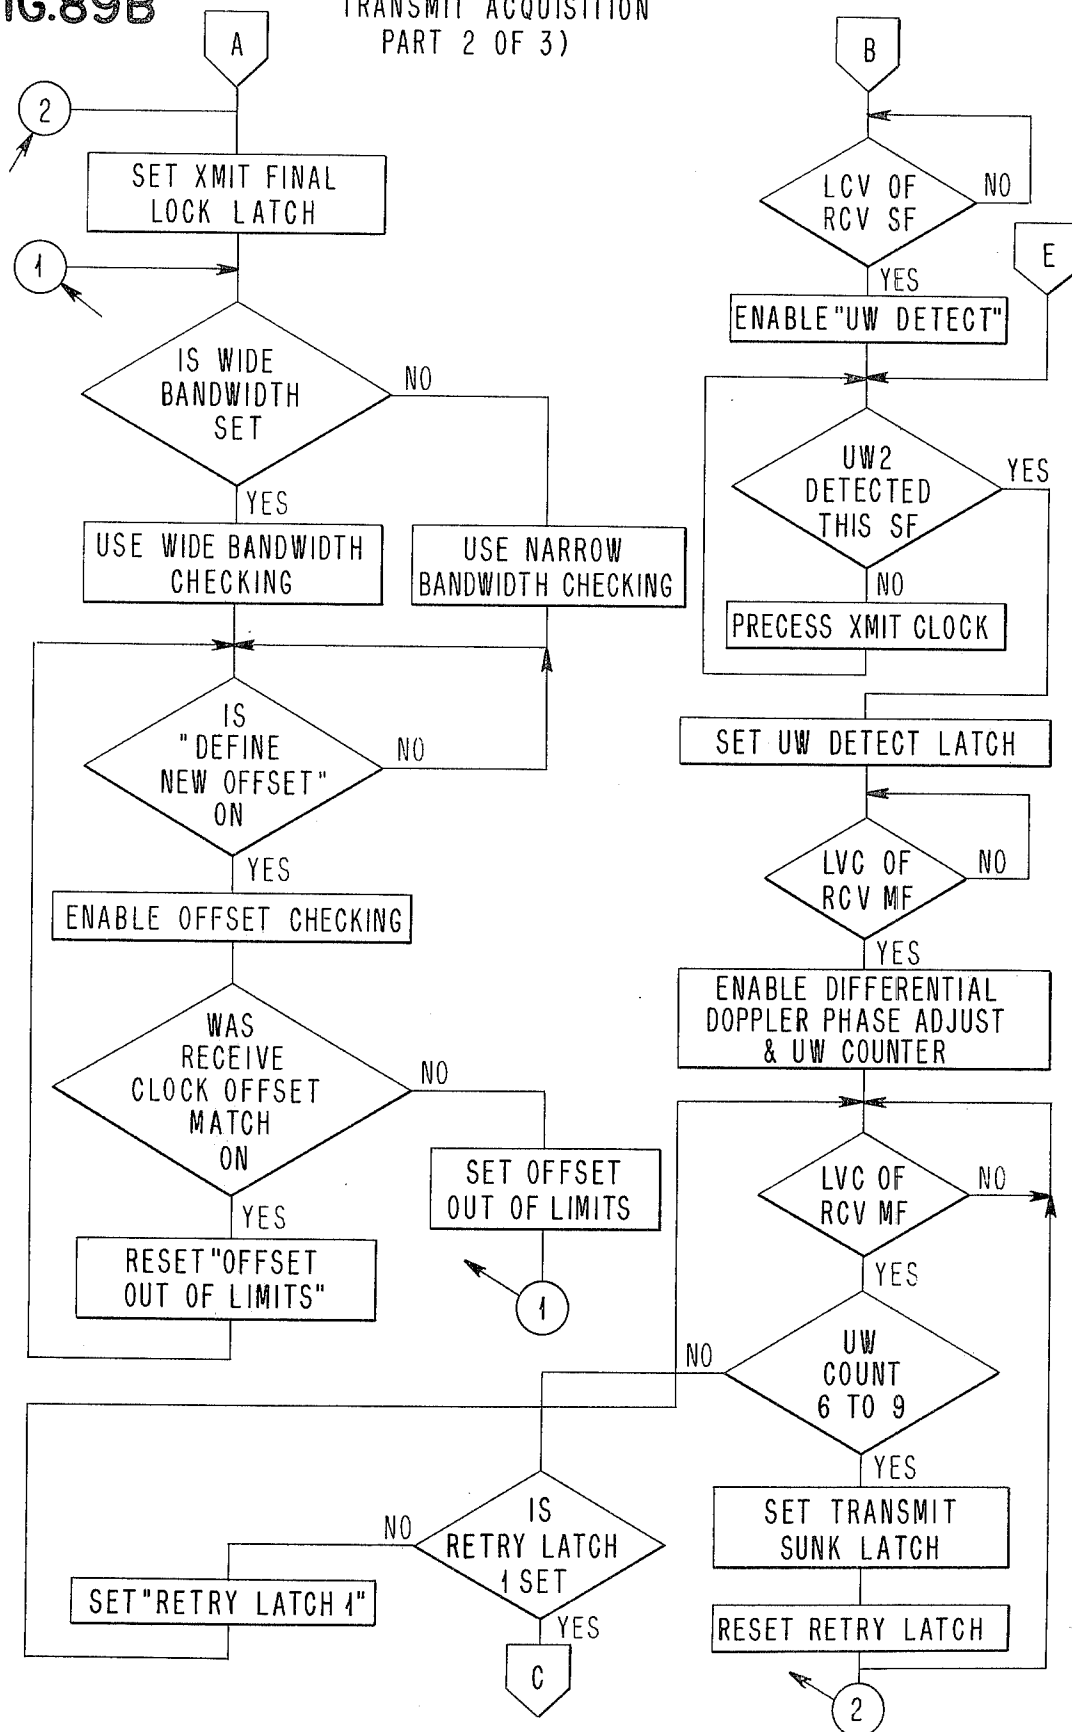 IG.89B
TRANSMIT ACQUISITION
PART 2 OF 3)
A
2
SET XMIT FINAL
LOCK LATCH
1
IS WIDE
BANDWIDTH
SET
NO
YES
USE WIDE BANDWIDTH
CHECKING
USE NARROW
BANDWIDTH CHECKING
IS
"DEFINE
NEW OFFSET"
ON
NO
YES
ENABLE OFFSET CHECKING
WAS
RECEIVE
CLOCK OFFSET
MATCH
ON
NO
SET OFFSET
OUT OF LIMITS
1
YES
RESET "OFFSET
OUT OF LIMITS"
B
LCV OF
RCV SF
NO
E
YES
ENABLE "UW DETECT"
UW2
DETECTED
THIS SF
YES
NO
PRECESS XMIT CLOCK
SET UW DETECT LATCH
LVC OF
RCV MF
NO
YES
ENABLE DIFFERENTIAL
DOPPLER PHASE ADJUST
& UW COUNTER
LVC OF
RCV MF
NO
YES
UW
COUNT
6 TO 9
NO
YES
SET TRANSMIT
SUNK LATCH
RESET RETRY LATCH
2
IS
RETRY LATCH
1 SET
NO
SET "RETRY LATCH 1"
YES
C